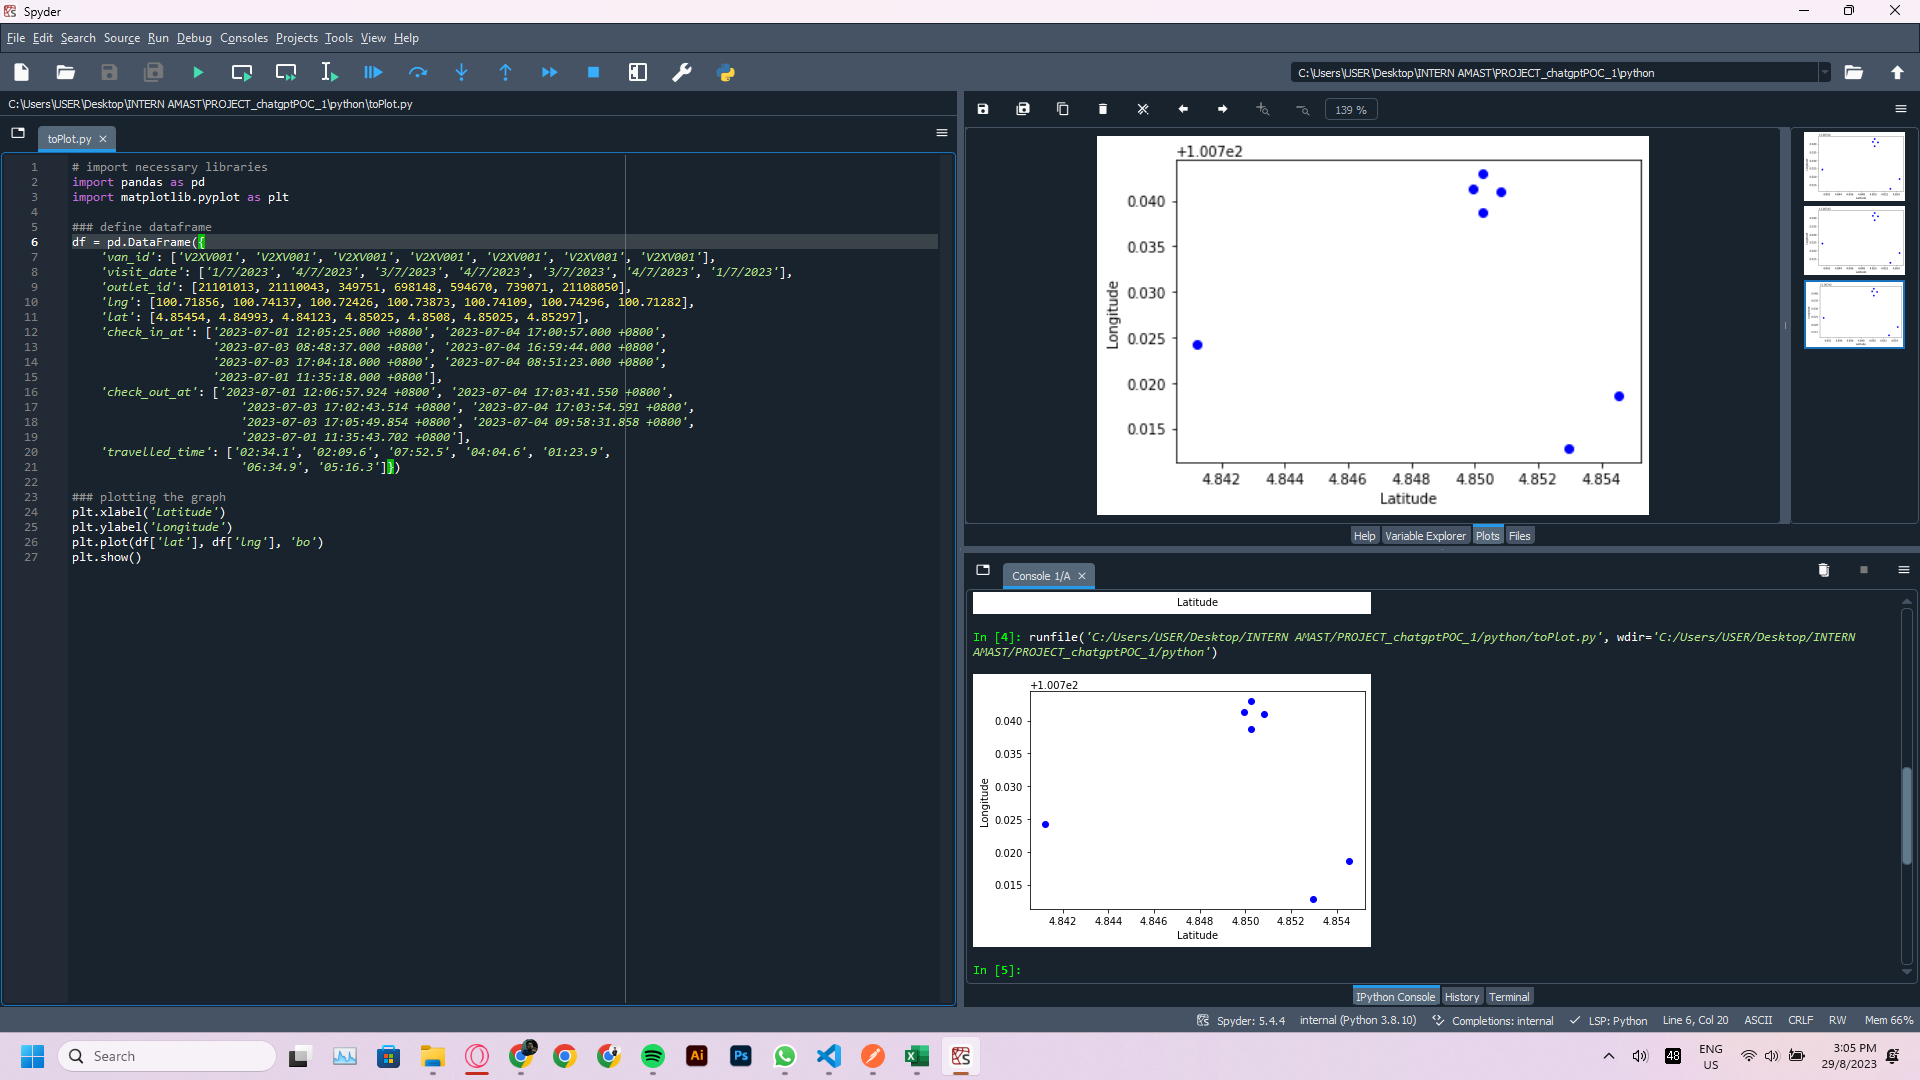 Spyder
File Edit Search Source Run Debug Consoles Projects Tools View Help
C:\Users\USER\Desktop\INTERN AMAST\PROJECT_chatgptPOC_1\python
C:\Users\USER\Desktop\INTERN AMAST\PROJECT_chatgptPOC_1\python\toPlot.py
toPlot.py
1 # import necessary libraries
2 import pandas as pd
3 import matplotlib.pyplot as plt
4
5 ### define dataframe
6 df = pd.DataFrame({
7 'van_id': ['V2XV001', 'V2XV001', 'V2XV001', 'V2XV001', 'V2XV001', 'V2XV001', 'V2XV001'],
8 'visit_date': ['1/7/2023', '4/7/2023', '3/7/2023', '4/7/2023', '3/7/2023', '4/7/2023', '1/7/2023'],
9 'outlet_id': [21101013, 21110043, 349751, 698148, 594670, 739071, 21108050],
10 'lng': [100.71856, 100.74137, 100.72426, 100.73873, 100.74109, 100.74296, 100.71282],
11 'lat': [4.85454, 4.84993, 4.84123, 4.85025, 4.8508, 4.85025, 4.85297],
12 'check_in_at': ['2023-07-01 12:05:25.000 +0800', '2023-07-04 17:00:57.000 +0800',
13 '2023-07-03 08:48:37.000 +0800', '2023-07-04 16:59:44.000 +0800',
14 '2023-07-03 17:04:18.000 +0800', '2023-07-04 08:51:23.000 +0800',
15 '2023-07-01 11:35:18.000 +0800'],
16 'check_out_at': ['2023-07-01 12:06:57.924 +0800', '2023-07-04 17:03:41.550 +0800',
17 '2023-07-03 17:02:43.514 +0800', '2023-07-04 17:03:54.591 +0800',
18 '2023-07-03 17:05:49.854 +0800', '2023-07-04 09:58:31.858 +0800',
19 '2023-07-01 11:35:43.702 +0800'],
20 'travelled_time': ['02:34.1', '02:09.6', '07:52.5', '04:04.6', '01:23.9',
21 '06:34.9', '05:16.3']})
22
23 ### plotting the graph
24 plt.xlabel('Latitude')
25 plt.ylabel('Longitude')
26 plt.plot(df['lat'], df['lng'], 'bo')
27 plt.show()
139 %
+1.007e2
0.040
0.035
0.030
0.025
0.020
0.015
Longitude
4.842 4.844 4.846 4.848 4.850 4.852 4.854
Latitude
Help Variable Explorer Plots Files
Console 1/A
Latitude
In [4]: runfile('C:/Users/USER/Desktop/INTERN AMAST/PROJECT_chatgptPOC_1/python/toPlot.py', wdir='C:/Users/USER/Desktop/INTERN
AMAST/PROJECT_chatgptPOC_1/python')
+1.007e2
0.040
0.035
0.030
0.025
0.020
0.015
Longitude
4.842 4.844 4.846 4.848 4.850 4.852 4.854
Latitude
In [5]:
IPython Console History Terminal
Spyder: 5.4.4 internal (Python 3.8.10) Completions: internal LSP: Python Line 6, Col 20 ASCII CRLF RW Mem 66%
Search
Ai
Ps
48
ENG
US
3:05 PM
29/8/2023